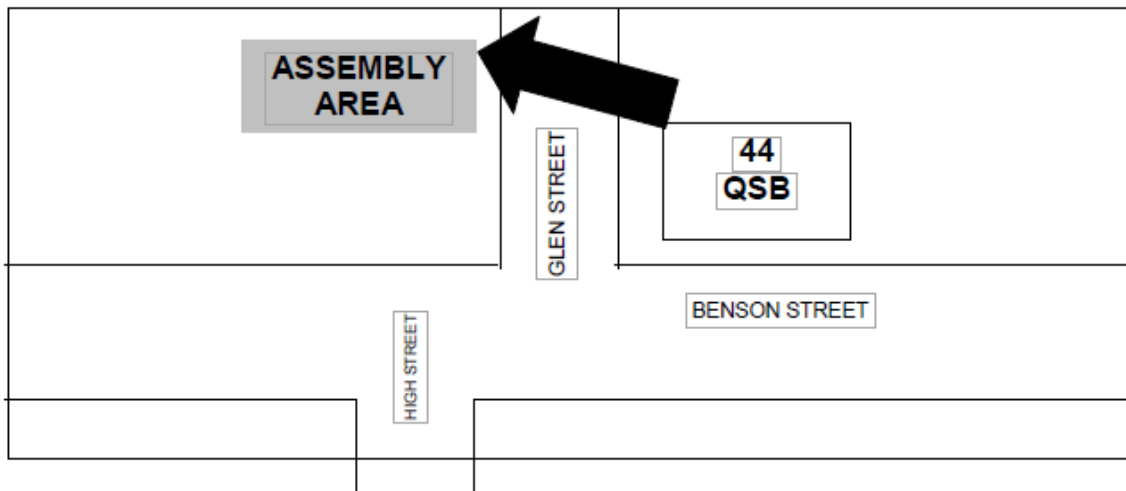 ASSEMBLY
AREA
44
QSB
GLEN STREET
BENSON STREET
HIGH STREET